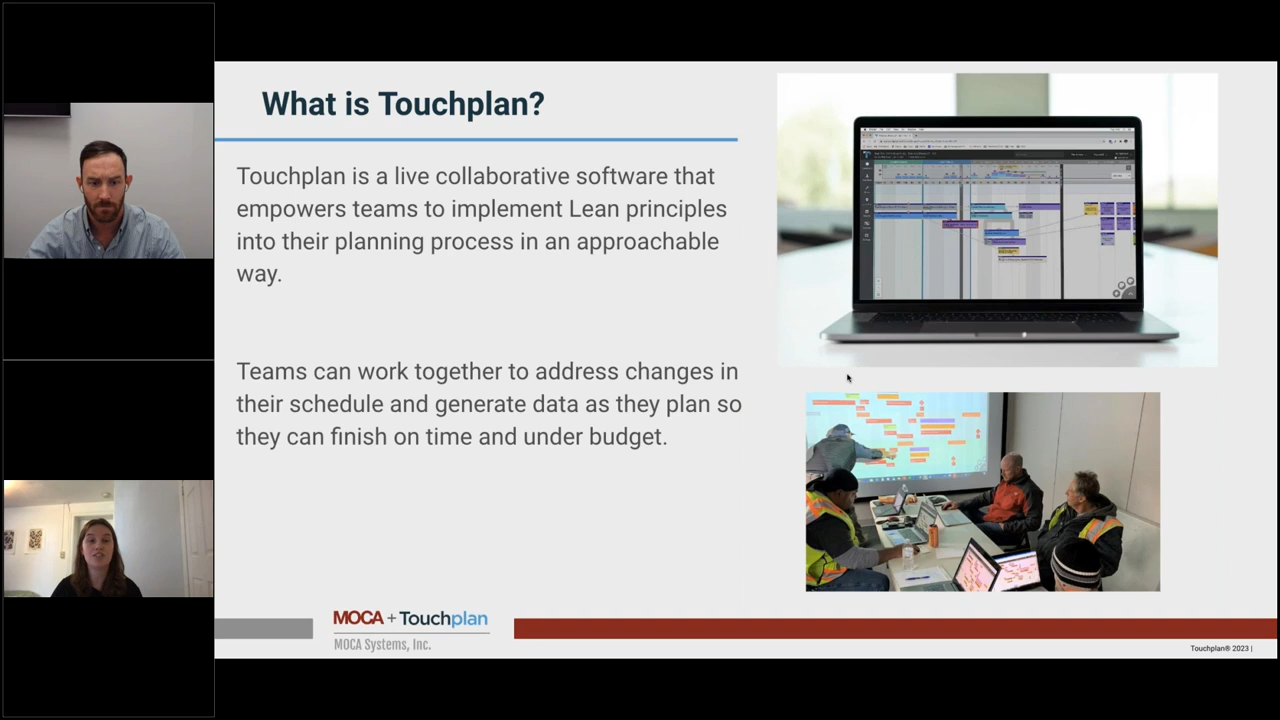 What is Touchplan?
Touchplan is a live collaborative software that
empowers teams to implement Lean principles
into their planning process in an approachable
way.
Teams can work together to address changes in
their schedule and generate data as they plan so
they can finish on time and under budget.
MOCA + Touchplan
MOCA Systems, Inc.
Touchplan® 2023 |